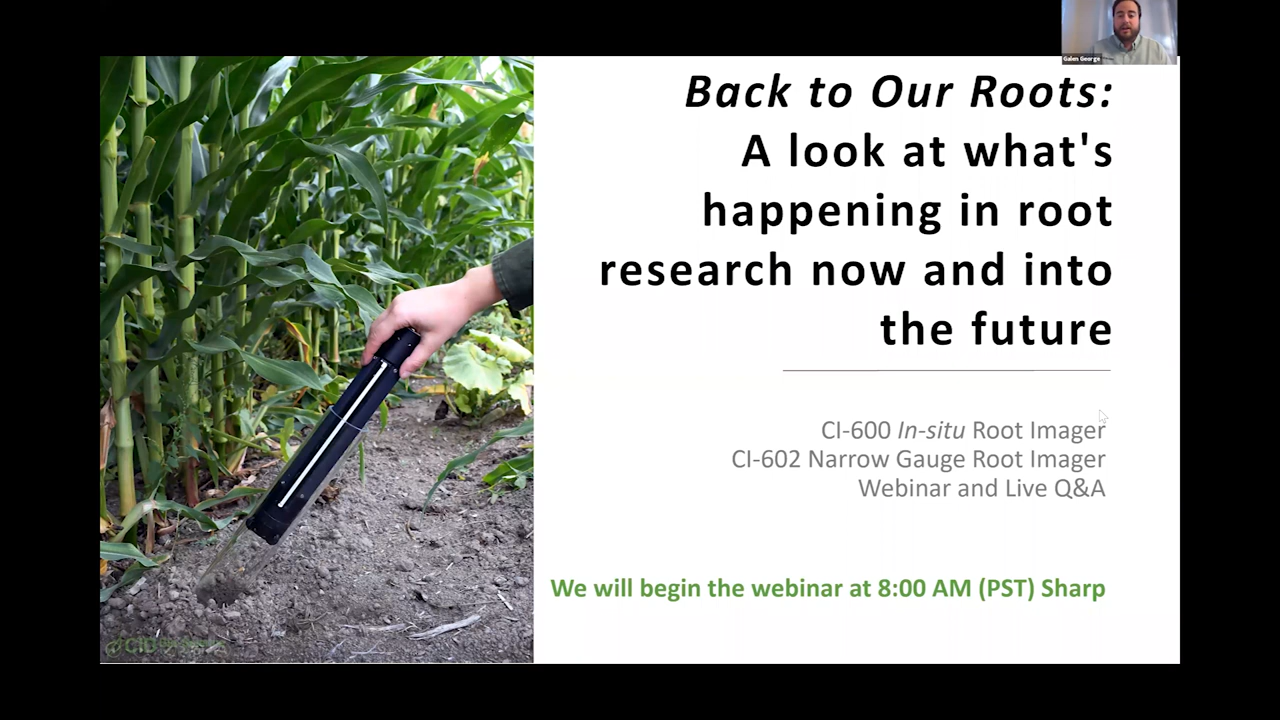 Galen George
Back to Our Roots:
A look at what's
happening in root
research now and into
the future
CI-600 In-situ Root Imager
CI-602 Narrow Gauge Root Imager
Webinar and Live Q&A
We will begin the webinar at 8:00 AM (PST) Sharp
CID